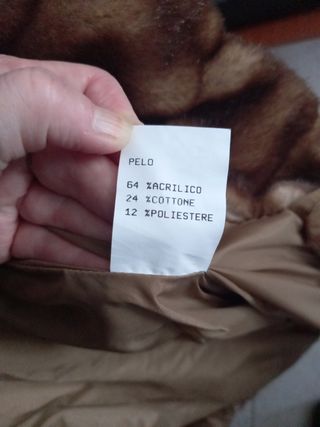 PELO
64 %ACRILICO
24 %COTTONE
12 %POLIESTERE